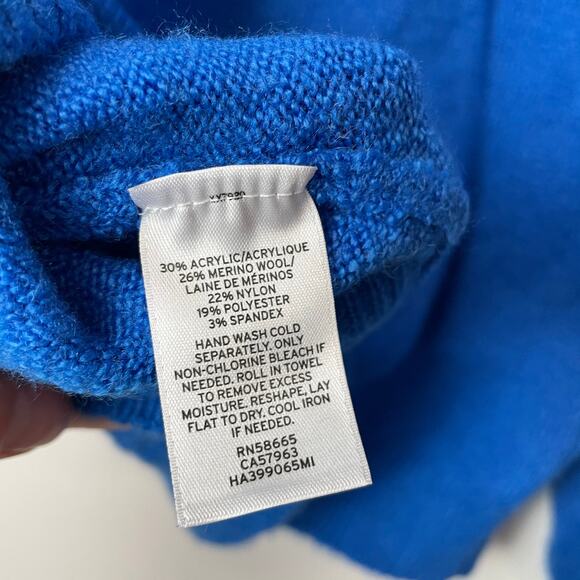 30% ACRYLIC/ACRYLIQUE
26% MERINO WOOL/
LAINE DE MÉRINOS
22% NYLON
19% POLYESTER
3% SPANDEX
HAND WASH COLD
SEPARATELY. ONLY
NON-CHLORINE BLEACH IF
NEEDED. ROLL IN TOWEL
TO REMOVE EXCESS
MOISTURE. RESHAPE, LAY
FLAT TO DRY. COOL IRON
IF NEEDED.
RN58665
CA57963
HA399065MI